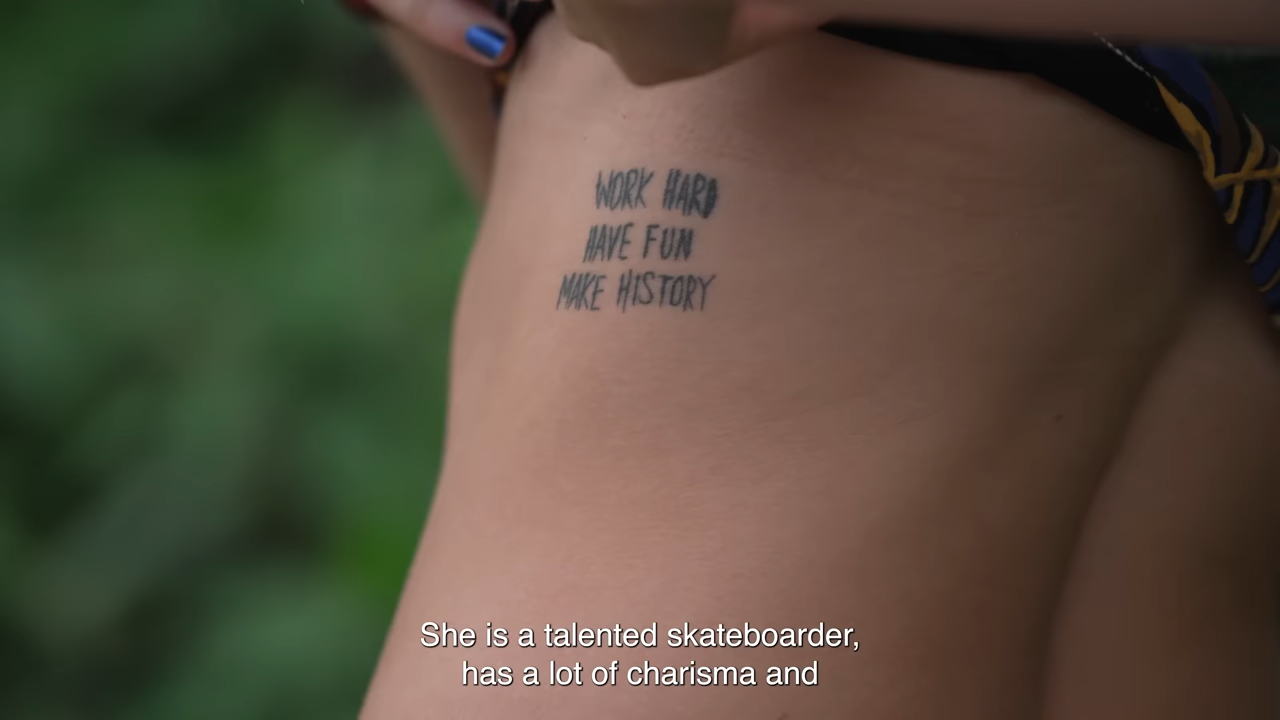 WORK HARD
HAVE FUN
MAKE HISTORY
She is a talented skateboarder,
has a lot of charisma and